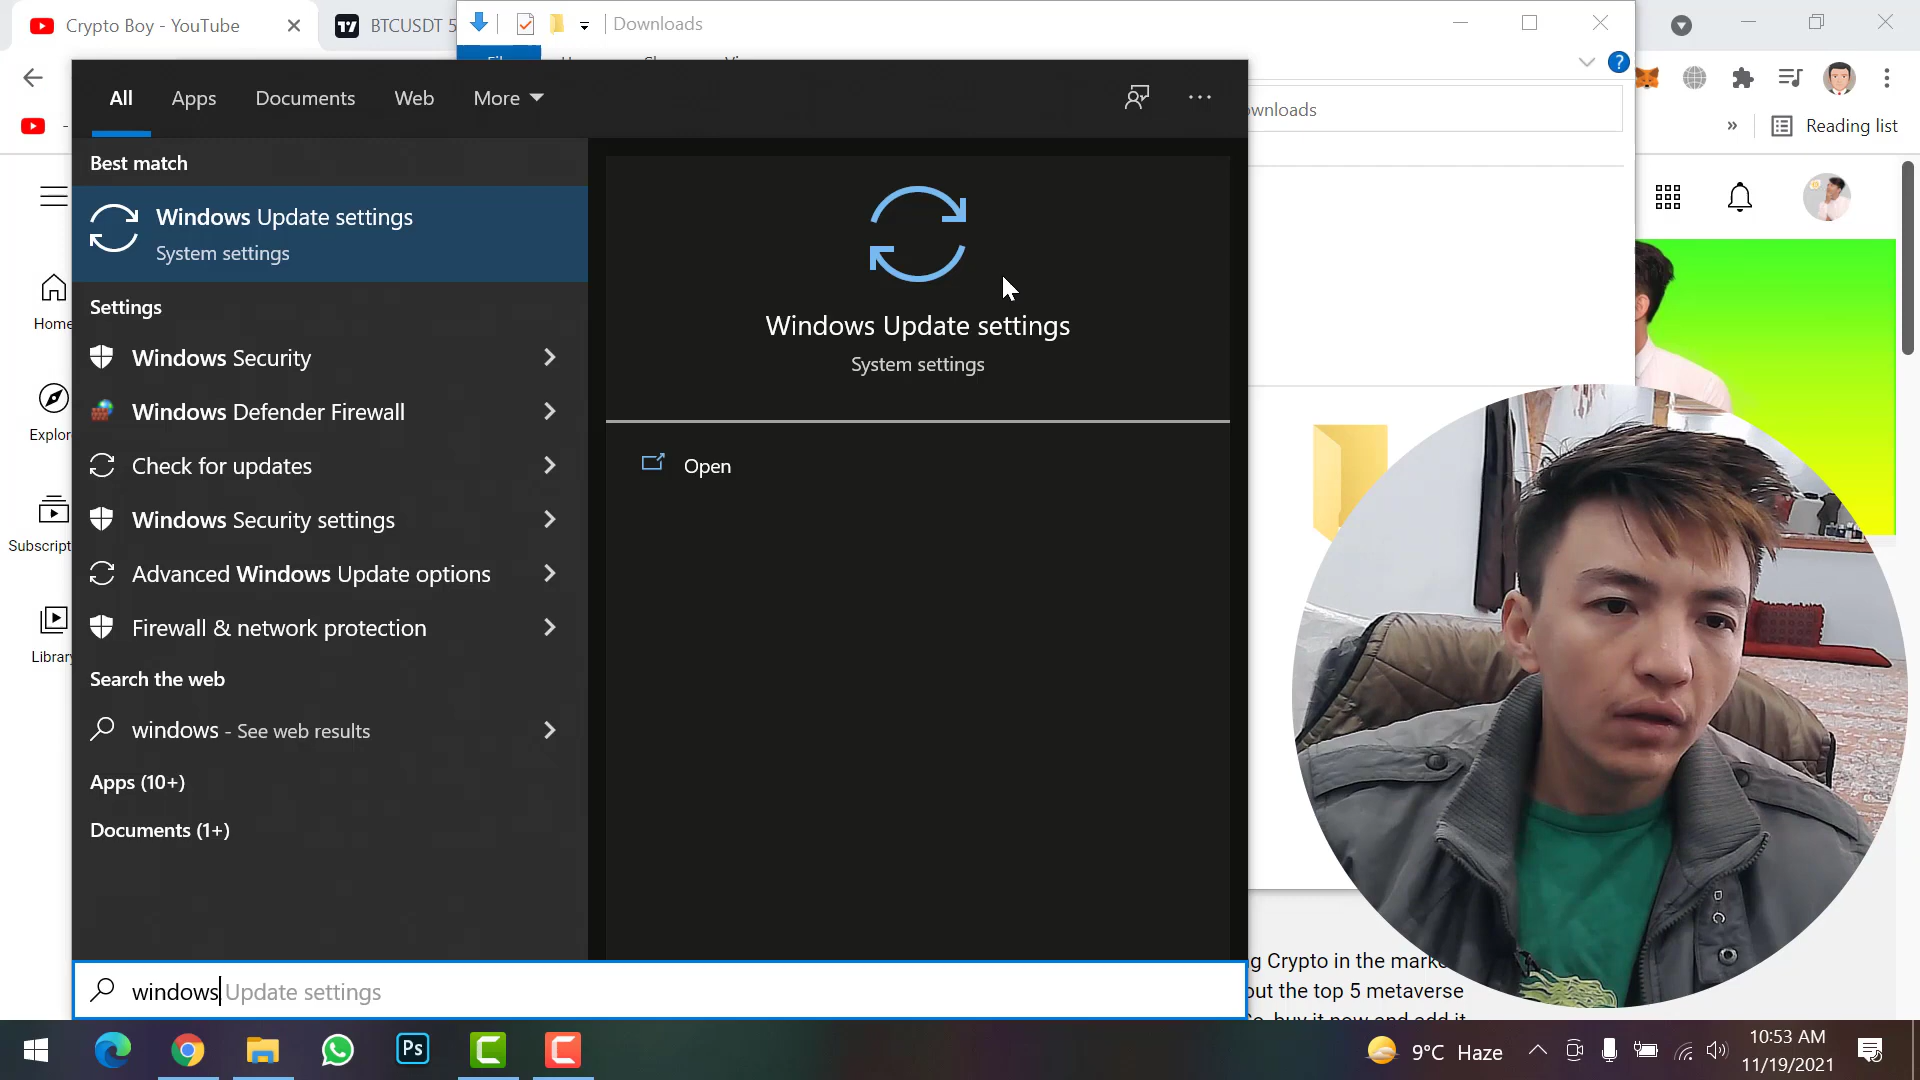 Crypto Boy - YouTube
BTCUSDT 5
Downloads
All
Apps
Documents
Web
More
ownloads
Reading list
Best match
Windows Update settings
System settings
Settings
Windows Security
Windows Defender Firewall
Check for updates
Windows Security settings
Advanced Windows Update options
Firewall & network protection
Search the web
windows - See web results
Apps (10+)
Documents (1+)
windows Update settings
Windows Update settings
System settings
Open
Home
Explor
Subscript
Library
g Crypto in the marke
out the top 5 metaverse
Ps
9°C Haze
10:53 AM
11/19/2021